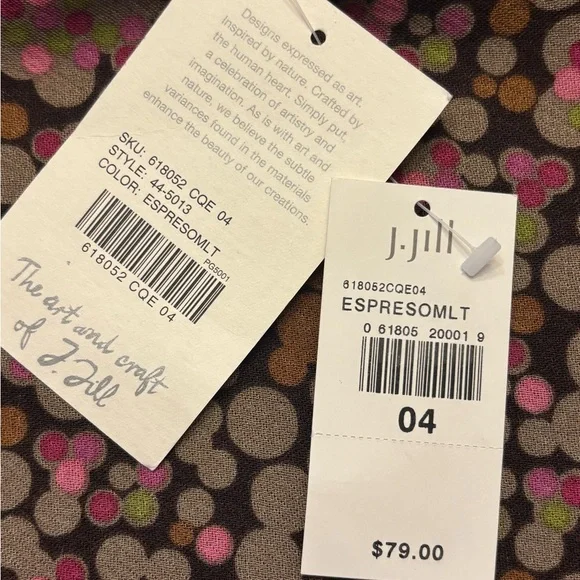 Dasigns expressed as art.
Inspired by nature. Crafted by
the human heart. Simply put,
a celebration of artistry and
imagination. As is with art and
nature, we believe the subtle
variances found in the materials
enhance the beauty of our creations.
SKU: 618052 CQE 04
STYLE: 44-5013
COLOR: ESPRESOMLT
PG5001
618052 CQE 04
The art and craft
of J. Jill
J.Jill
618052CQE04
ESPRESOMLT
0 61805 20001 9
04
$79.00